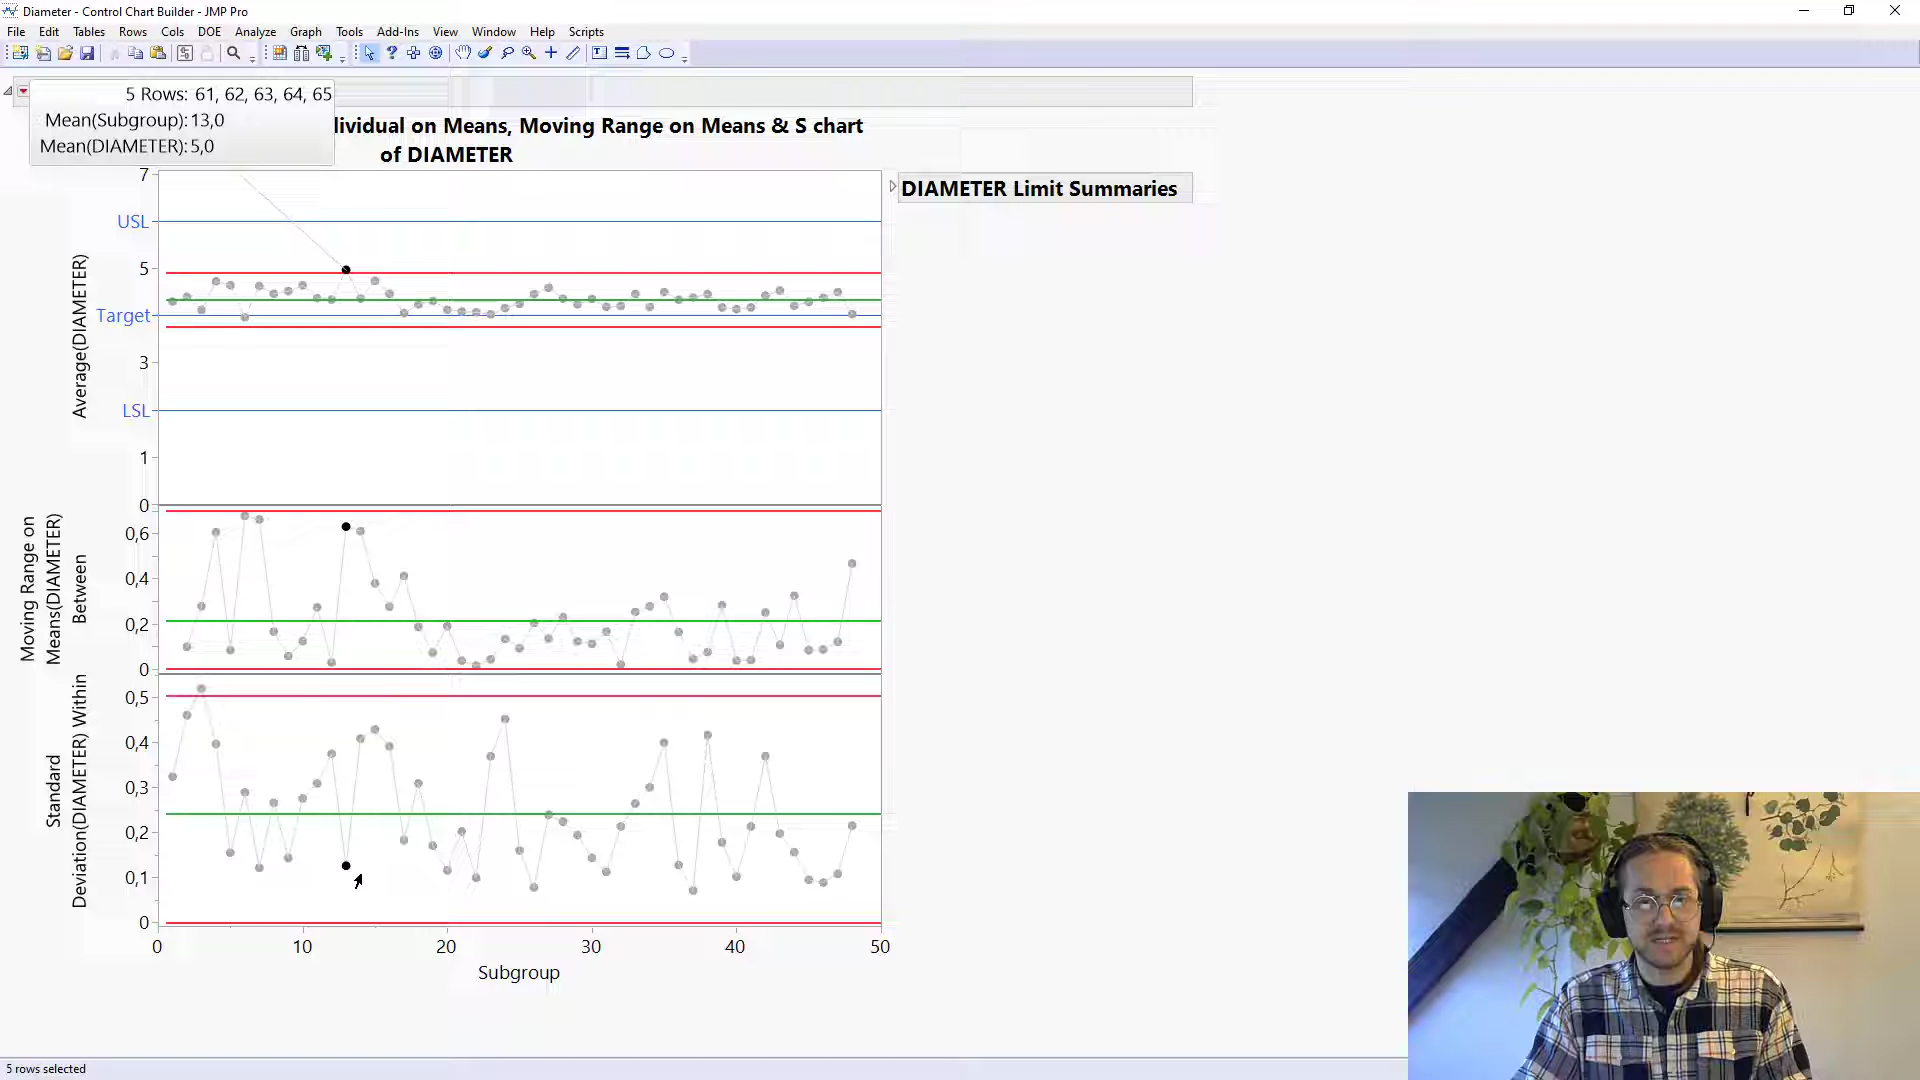 Diameter - Control Chart Builder - JMP Pro
File Edit Tables Rows Cols DOE Analyze Graph Tools Add-Ins View Window Help Scripts
5 Rows: 61, 62, 63, 64, 65
Mean(Subgroup): 13,0
Mean(DIAMETER): 5,0
dividual on Means, Moving Range on Means & S chart
of DIAMETER
DIAMETER Limit Summaries
Average(DIAMETER)
7
USL
5
Target
3
LSL
1
0
Moving Range on
Means(DIAMETER)
Between
0,6
0,4
0,2
0
Standard
Deviation(DIAMETER) Within
0,5
0,4
0,3
0,2
0,1
0
0 10 20 30 40 50
Subgroup
5 rows selected